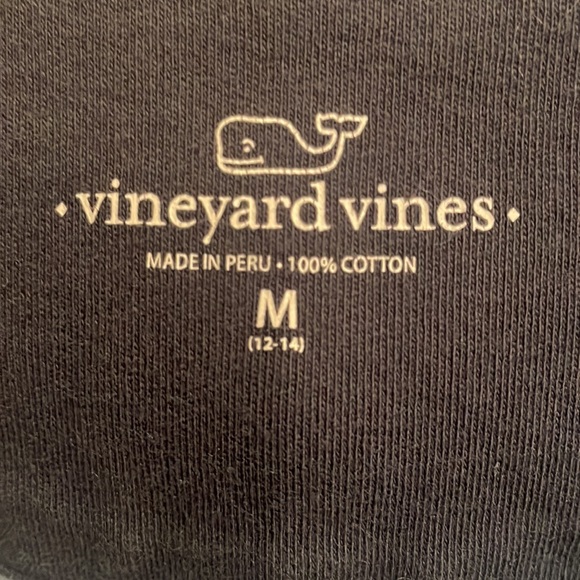 • vineyard vines •
MADE IN PERU • 100% COTTON
M
(12-14)